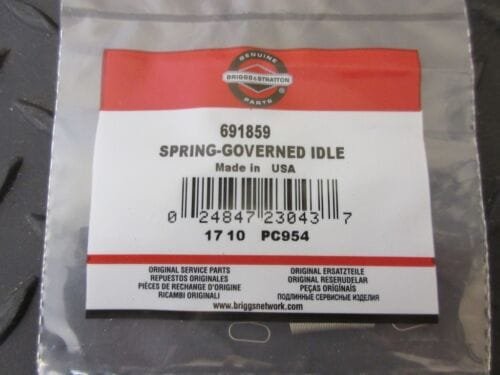 GENUINE
BRIGGS&STRATTON
PARTS
691859
SPRING-GOVERNED IDLE
Made in USA
0 24847 23043 7
1710 PC954
ORIGINAL SERVICE PARTS
REPUESTOS ORIGINALES
PIÈCES DE RECHANGE D'ORIGINE
RICAMBI ORIGINALI
ORIGINAL ERSATZTEILE
ORIGINAL RESERUDELAR
PEÇAS ORIGINAIS
ПОДЛИННЫЕ СЕРВИСНЫЕ ИЗДЕЛИЯ
www.briggsnetwork.com